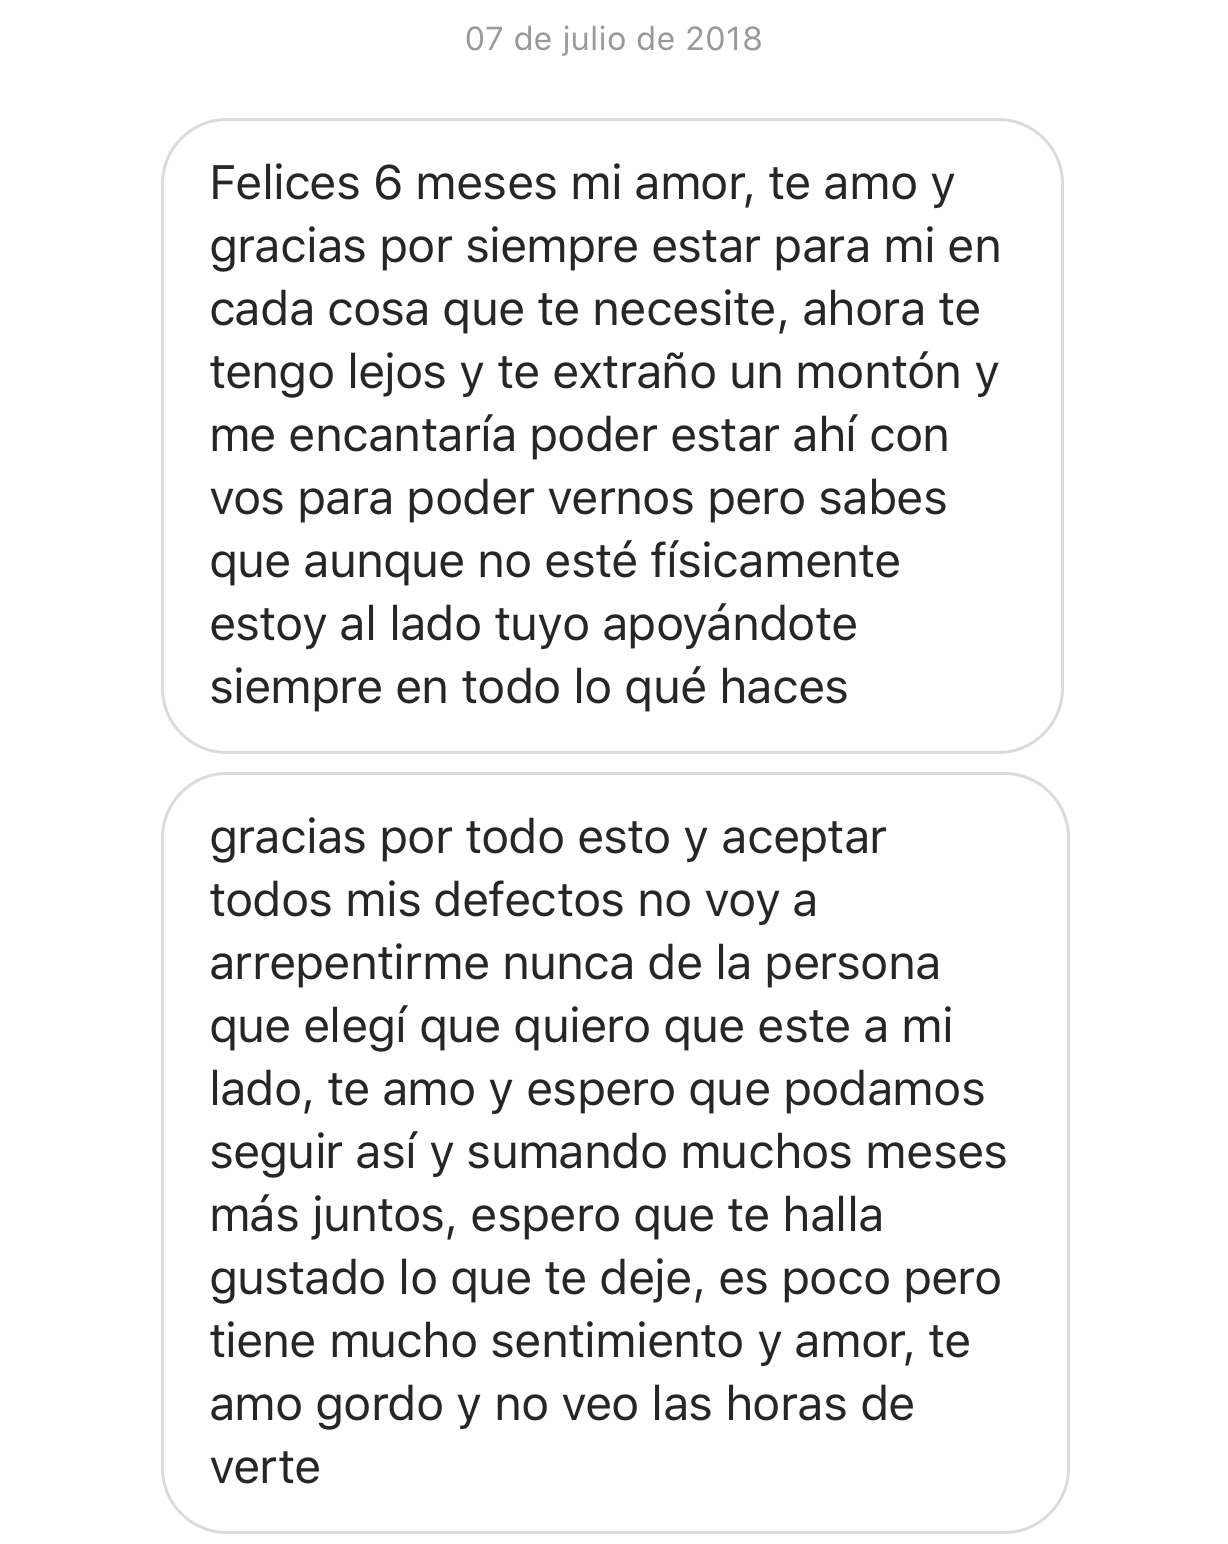 07 de julio de 2018
Felices 6 meses mi amor, te amo y
gracias por siempre estar para mi en
cada cosa que te necesite, ahora te
tengo lejos y te extraño un montón y
me encantaría poder estar ahí con
vos para poder vernos pero sabes
que aunque no esté físicamente
estoy al lado tuyo apoyándote
siempre en todo lo qué haces
gracias por todo esto y aceptar
todos mis defectos no voy a
arrepentirme nunca de la persona
que elegí que quiero que este a mi
lado, te amo y espero que podamos
seguir así y sumando muchos meses
más juntos, espero que te halla
gustado lo que te deje, es poco pero
tiene mucho sentimiento y amor, te
amo gordo y no veo las horas de
verte